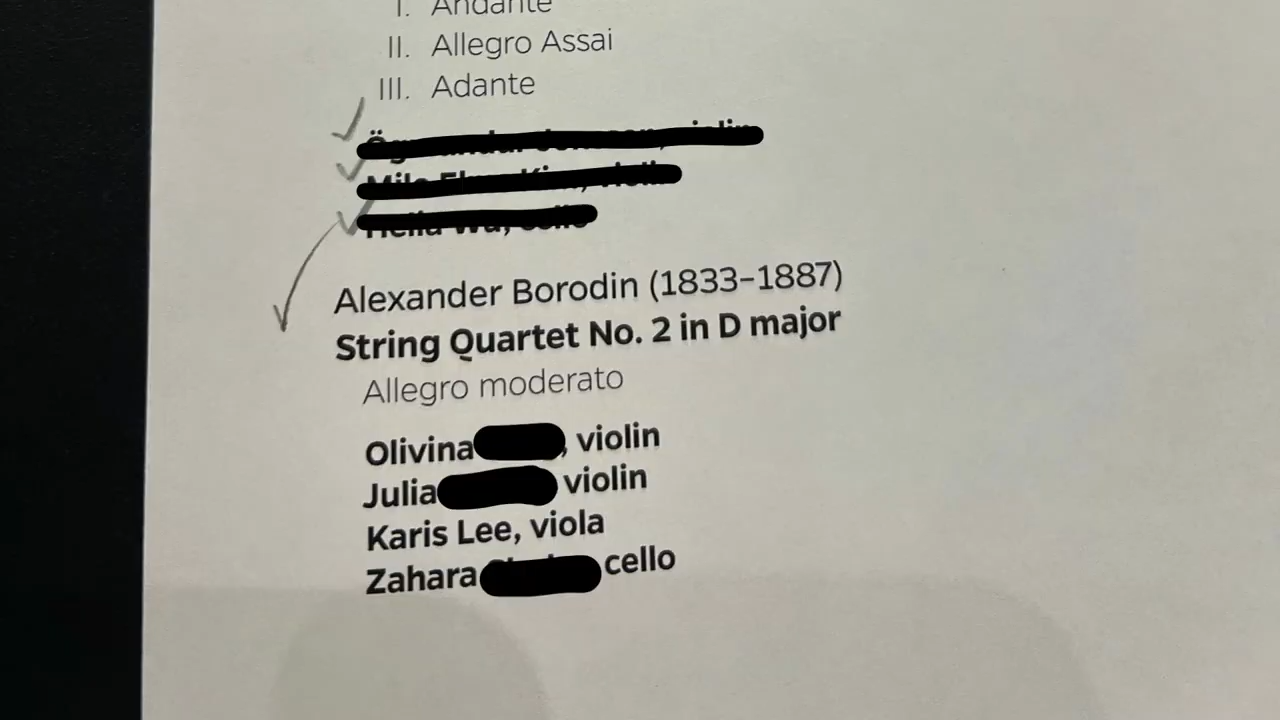 I. Andante
II. Allegro Assai
III. Adante
Alexander Borodin (1833–1887)
String Quartet No. 2 in D major
Allegro moderato
Olivina , violin
Julia violin
Karis Lee, viola
Zahara cello